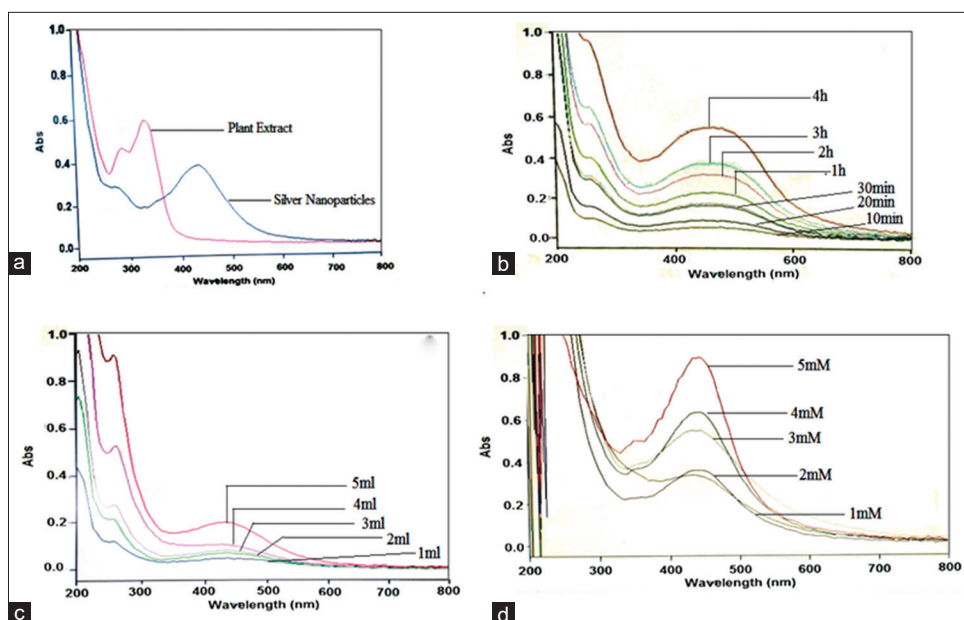 1.0
0.8
0.6
0.4
0.2
0.0
Abs
Plant Extract
Silver Nanoparticles
200 300 400 500 600 700 800
Wavelength (nm)
a
1.0
0.8
0.6
0.4
0.2
0.0
Abs
4h
3h
2h
1h
30min
20min
10min
200 400 600 800
Wavelength (nm)
b
1.0
0.8
0.6
0.4
0.2
0.0
Abs
5ml
4ml
3ml
2ml
1ml
200 300 400 500 600 700 800
Wavelength (nm)
c
1.0
0.8
0.6
0.4
0.2
0.0
Abs
5mM
4mM
3mM
2mM
1mM
200 300 400 500 600 700 800
Wavelength (nm)
d